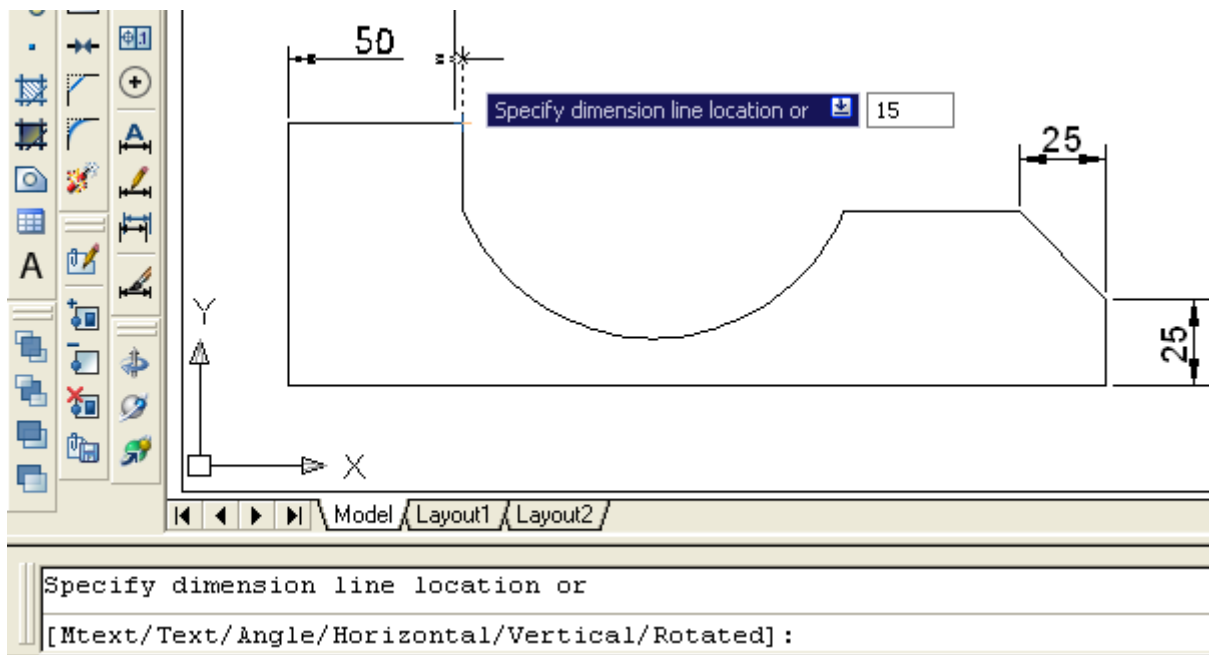 50
Specify dimension line location or 15
25
25
Y
X
A
Model Layout1 Layout2
Specify dimension line location or
[Mtext/Text/Angle/Horizontal/Vertical/Rotated]: